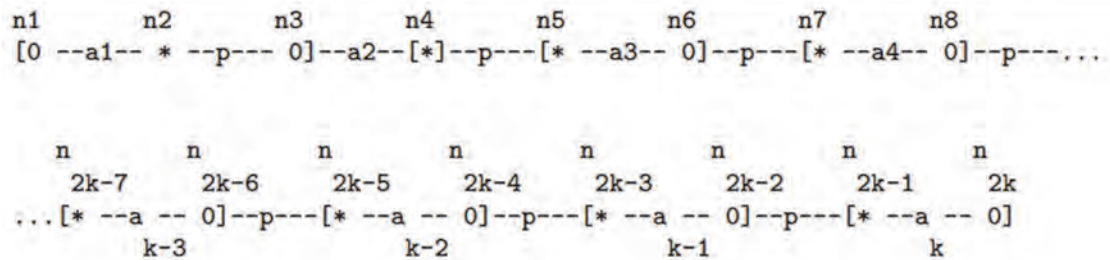 n1 n2 n3 n4 n5 n6 n7 n8
[0 --a1-- * --p--- 0]--a2--[*]--p---[* --a3-- 0]--p---[* --a4-- 0]--p---...
n n n n n n n n
2k-7 2k-6 2k-5 2k-4 2k-3 2k-2 2k-1 2k
...[* --a -- 0]--p---[* --a -- 0]--p---[* --a -- 0]--p---[* --a -- 0]
k-3 k-2 k-1 k